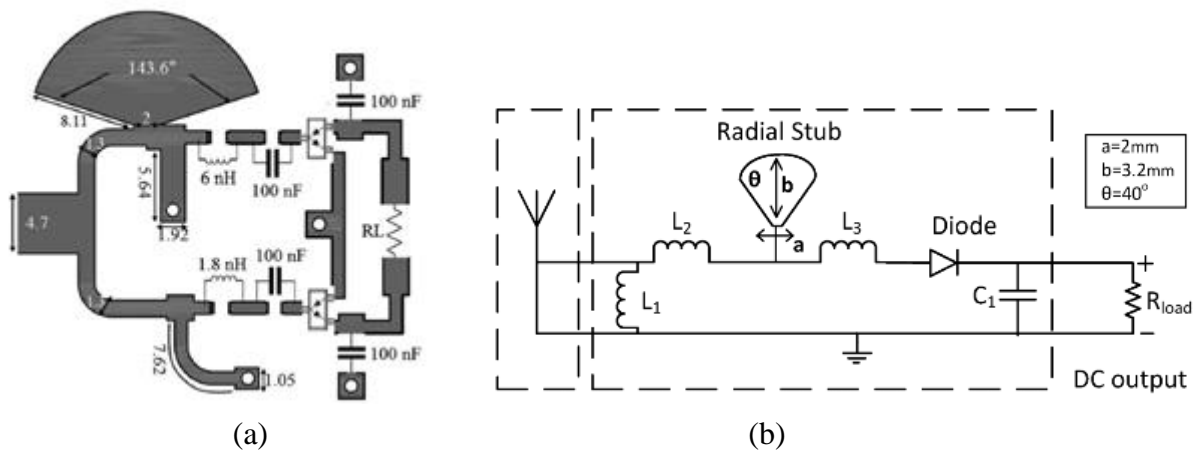 143.6°
8.11
2
1.3
100 nF
5.64
6 nH
100 nF
4.7
1.92
RL
1.8 nH
100 nF
7.62
1.05
100 nF
(a)
Radial Stub
θ
b
a
L2
L3
Diode
L1
C1
Rload
+
-
DC output
a=2mm
b=3.2mm
θ=40°
(b)